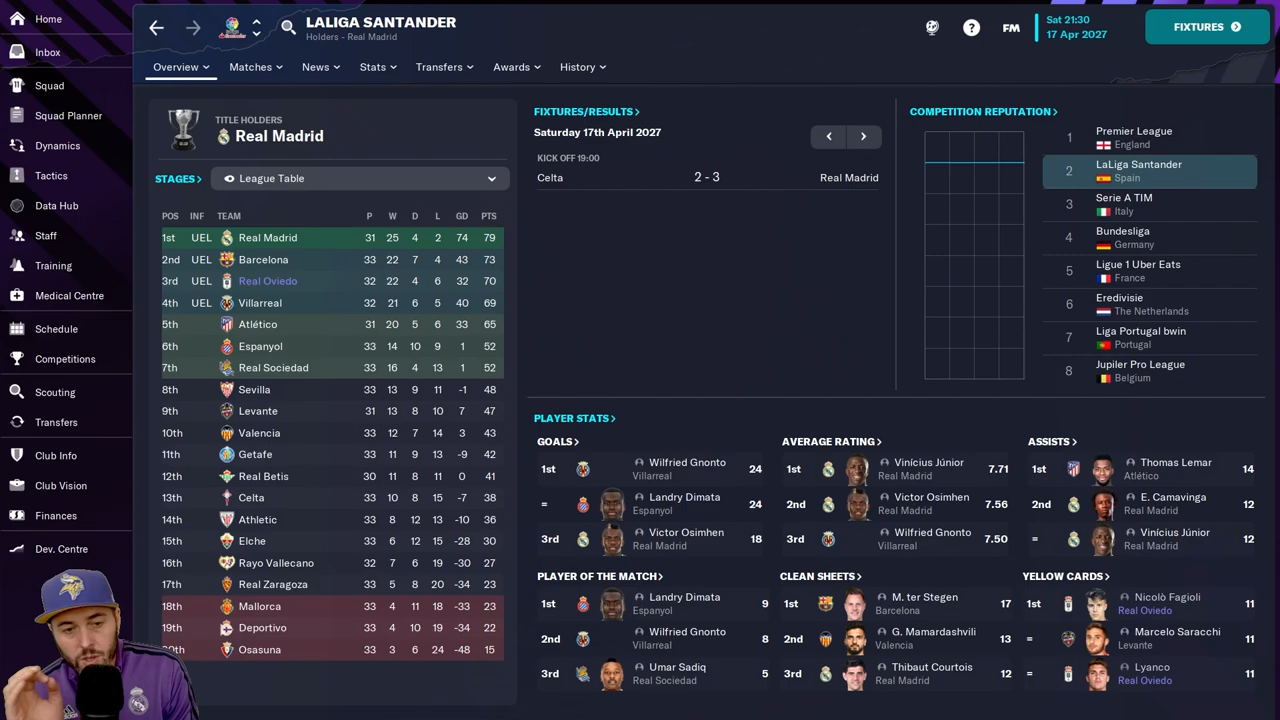 Home
Inbox
Squad
Squad Planner
Dynamics
Tactics
Data Hub
Staff
Training
Medical Centre
Schedule
Competitions
Scouting
Transfers
Club Info
Club Vision
Finances
Dev. Centre
LALIGA SANTANDER
Holders - Real Madrid
FM
Sat 21:30
17 Apr 2027
FIXTURES
Overview Matches News Stats Transfers Awards History
TITLE HOLDERS
Real Madrid
STAGES> League Table
POS INF TEAM P W D L GD PTS
1st UEL Real Madrid 31 25 4 2 74 79
2nd UEL Barcelona 33 22 7 4 43 73
3rd UEL Real Oviedo 32 22 4 6 32 70
4th UEL Villarreal 32 21 6 5 40 69
5th Atlético 31 20 5 6 33 65
6th Espanyol 33 14 10 9 1 52
7th Real Sociedad 33 16 4 13 1 52
8th Sevilla 33 13 9 11 -1 48
9th Levante 31 13 8 10 7 47
10th Valencia 33 12 7 14 3 43
11th Getafe 33 11 9 13 -9 42
12th Real Betis 30 11 8 11 0 41
13th Celta 33 10 8 15 -7 38
14th Athletic 33 8 12 13 -10 36
15th Elche 33 6 12 15 -28 30
16th Rayo Vallecano 32 7 6 19 -30 27
17th Real Zaragoza 33 5 8 20 -34 23
18th Mallorca 33 4 11 18 -33 23
19th Deportivo 33 4 10 19 -34 22
20th Osasuna 33 3 6 24 -48 15
FIXTURES/RESULTS>
Saturday 17th April 2027
KICK OFF 19:00
Celta 2 - 3 Real Madrid
COMPETITION REPUTATION>
1 Premier League
England
2 LaLiga Santander
Spain
3 Serie A TIM
Italy
4 Bundesliga
Germany
5 Ligue 1 Uber Eats
France
6 Eredivisie
The Netherlands
7 Liga Portugal bwin
Portugal
8 Jupiler Pro League
Belgium
PLAYER STATS>
GOALS>
1st Wilfried Gnonto 24
Villarreal
= Landry Dimata 24
Espanyol
3rd Victor Osimhen 18
Real Madrid
AVERAGE RATING>
1st Vinícius Júnior 7.71
Real Madrid
2nd Victor Osimhen 7.56
Real Madrid
3rd Wilfried Gnonto 7.50
Villarreal
ASSISTS>
1st Thomas Lemar 14
Atlético
2nd E. Camavinga 12
Real Madrid
= Vinícius Júnior 12
Real Madrid
PLAYER OF THE MATCH>
1st Landry Dimata 9
Espanyol
2nd Wilfried Gnonto 8
Villarreal
3rd Umar Sadiq 5
Real Sociedad
CLEAN SHEETS>
1st M. ter Stegen 17
Barcelona
2nd G. Mamardashvili 13
Valencia
3rd Thibaut Courtois 12
Real Madrid
YELLOW CARDS>
1st Nicolò Fagioli 11
Real Oviedo
= Marcelo Saracchi 11
Levante
= Lyanco 11
Real Oviedo